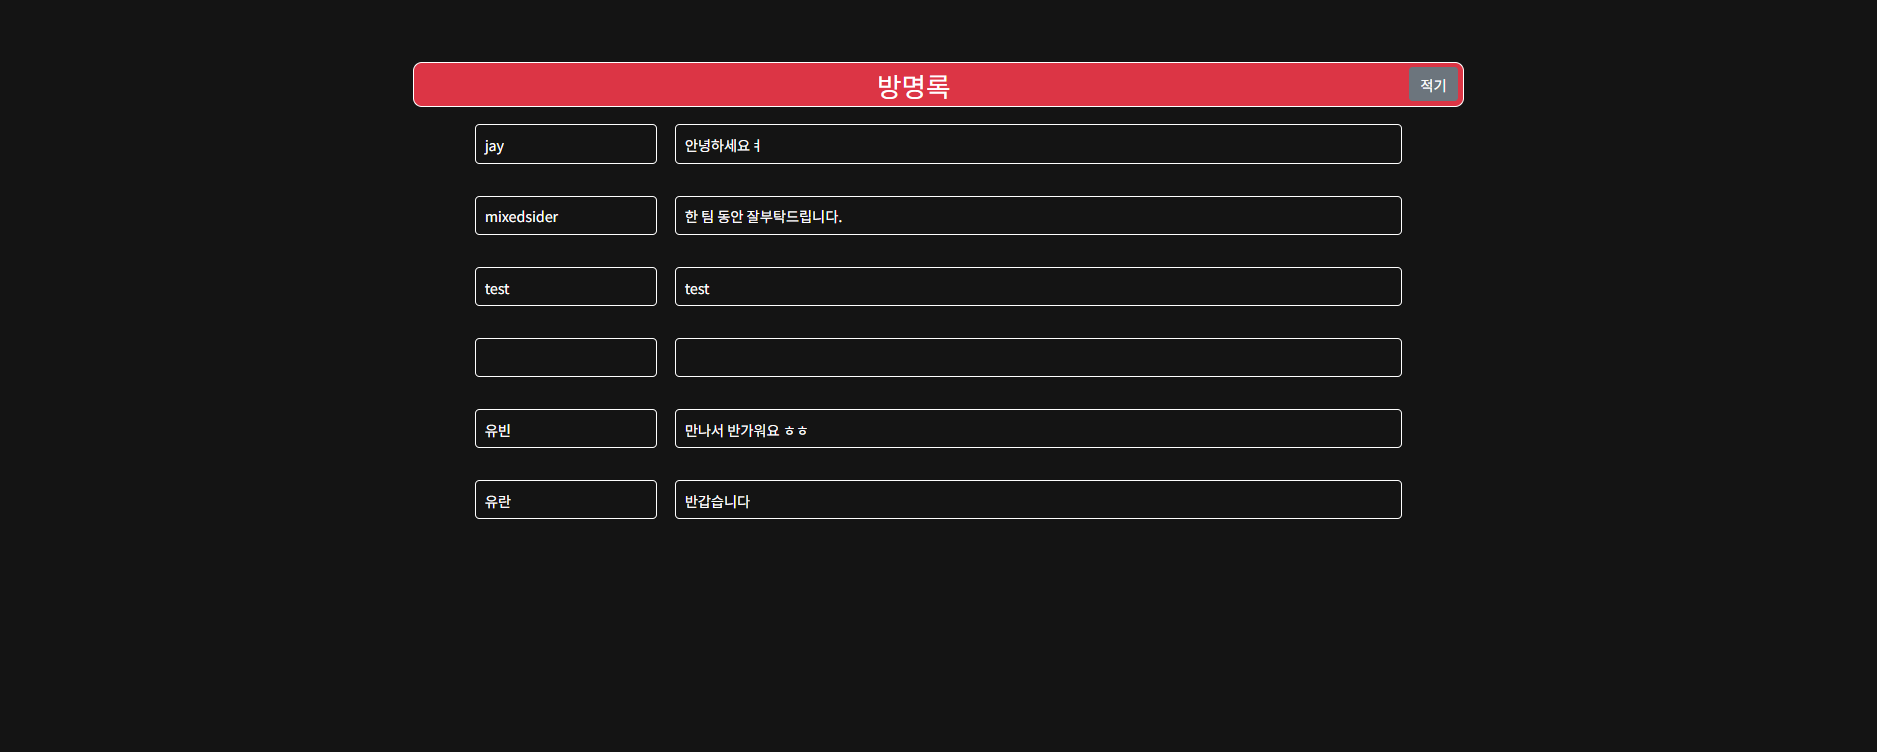 방명록
적기
jay
안녕하세요ㅕ
mixedsider
한 팀 동안 잘부탁드립니다.
test
test
유빈
만나서 반가워요 ㅎㅎ
유란
반갑습니다